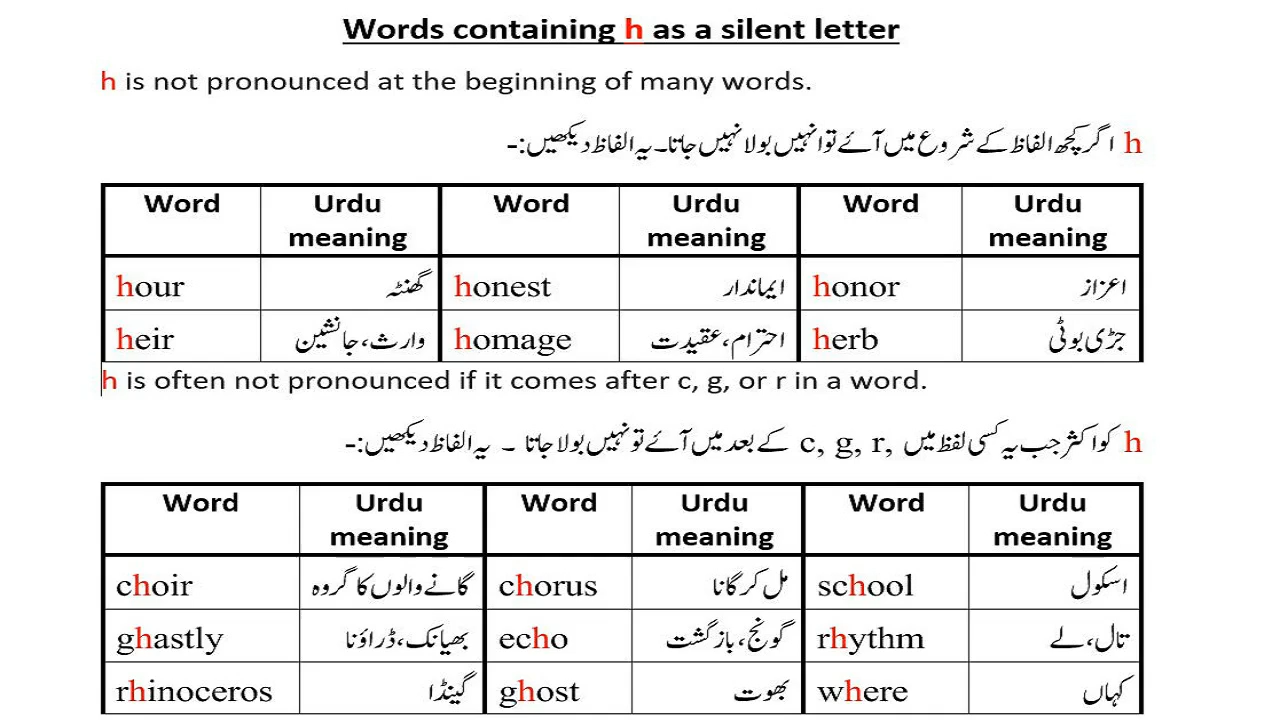 Words containing h as a silent letter
h is not pronounced at the beginning of many words.
h اگر کچھ الفاظ کے شروع میں آئے تو انہیں بولا نہیں جاتا۔ یہ الفاظ دیکھیں:-
Word Urdu meaning Word Urdu meaning Word Urdu meaning
hour گھنٹہ honest ایماندار honor اعزاز
heir وارث، جانشین homage احترام، عقیدت herb جڑی بوٹی
h is often not pronounced if it comes after c, g, or r in a word.
h کو اکثر جب یہ کسی لفظ میں c, g, r, کے بعد میں آئے تو نہیں بولا جاتا ۔ یہ الفاظ دیکھیں:-
Word Urdu meaning Word Urdu meaning Word Urdu meaning
choir گانے والوں کا گروہ chorus مل کر گانا school اسکول
ghastly بھیانک، ڈراؤنا echo گونج، بازگشت rhythm تال، لے
rhinoceros گینڈا ghost بھوت where کہاں